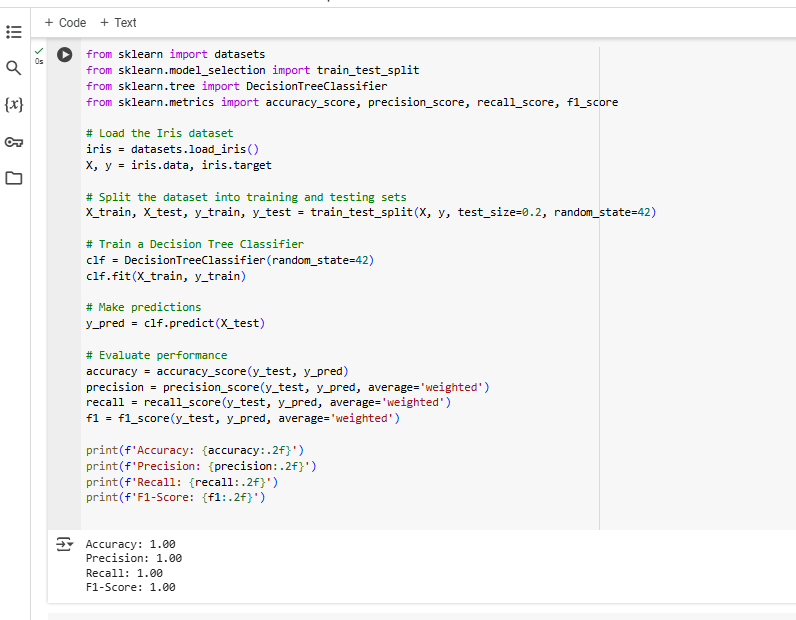 + Code + Text
0s
{x}
from sklearn import datasets
from sklearn.model_selection import train_test_split
from sklearn.tree import DecisionTreeClassifier
from sklearn.metrics import accuracy_score, precision_score, recall_score, f1_score
# Load the Iris dataset
iris = datasets.load_iris()
X, y = iris.data, iris.target
# Split the dataset into training and testing sets
X_train, X_test, y_train, y_test = train_test_split(X, y, test_size=0.2, random_state=42)
# Train a Decision Tree Classifier
clf = DecisionTreeClassifier(random_state=42)
clf.fit(X_train, y_train)
# Make predictions
y_pred = clf.predict(X_test)
# Evaluate performance
accuracy = accuracy_score(y_test, y_pred)
precision = precision_score(y_test, y_pred, average='weighted')
recall = recall_score(y_test, y_pred, average='weighted')
f1 = f1_score(y_test, y_pred, average='weighted')
print(f'Accuracy: {accuracy:.2f}')
print(f'Precision: {precision:.2f}')
print(f'Recall: {recall:.2f}')
print(f'F1-Score: {f1:.2f}')
Accuracy: 1.00
Precision: 1.00
Recall: 1.00
F1-Score: 1.00